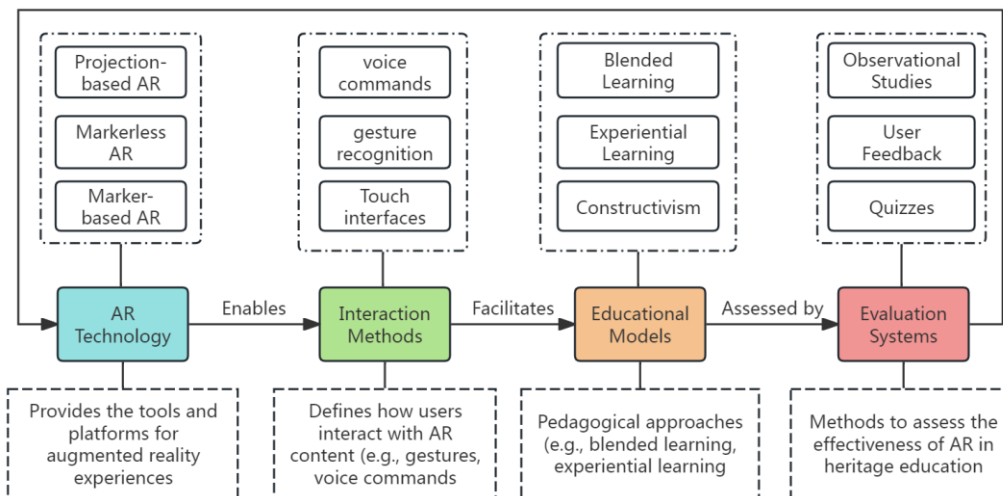 Projection-
based AR
Markerless
AR
Marker-
based AR
voice
commands
gesture
recognition
Touch
interfaces
Blended
Learning
Experiential
Learning
Constructivism
Observational
Studies
User
Feedback
Quizzes
AR
Technology
Enables
Interaction
Methods
Facilitates
Educational
Models
Assessed by
Evaluation
Systems
Provides the tools and
platforms for
augmented reality
experiences
Defines how users
interact with AR
content (e.g., gestures,
voice commands
Pedagogical approaches
(e.g., blended learning,
experiential learning
Methods to assess the
effectiveness of AR in
heritage education